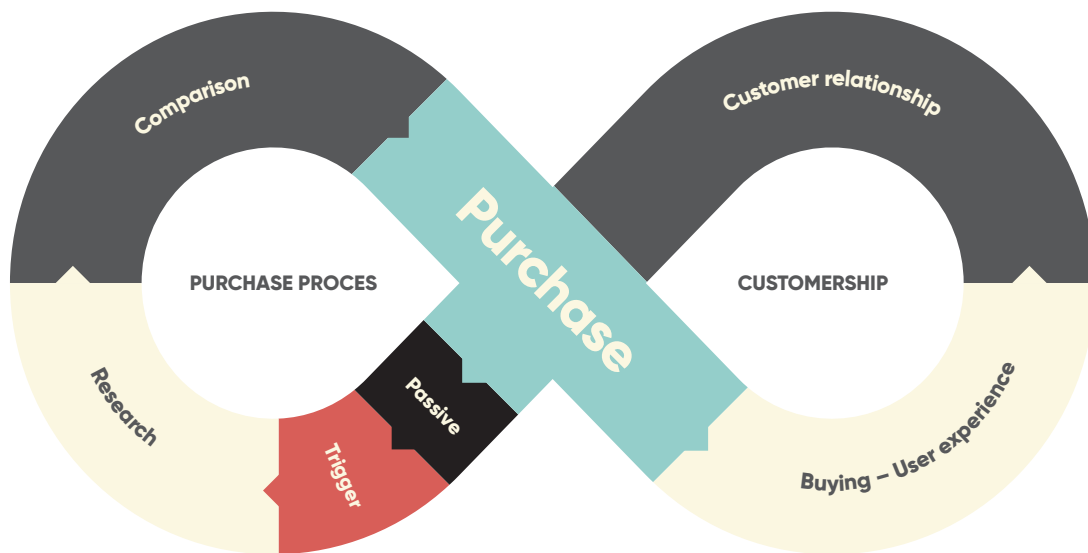 Comparison
Customer relationship
Purchase
PURCHASE PROCES
CUSTOMERSHIP
Research
Passive
Trigger
Buying – User experience